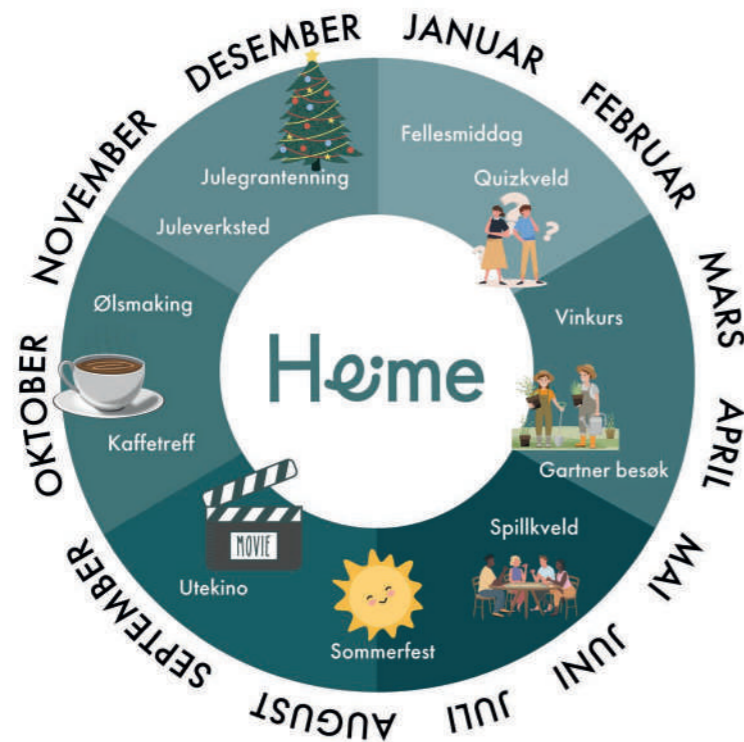 DESEMBER
JANUAR
FEBRUAR
MARS
APRIL
MAI
JUNI
JULI
AUGUST
SEPTEMBER
OKTOBER
NOVEMBER
Fellesmiddag
Quizkveld
Vinkurs
Gartner besøk
Spillkveld
Sommerfest
Utekino
MOVIE
Kaffetreff
Ølsmaking
Juleverksted
Julegrantenning
Heime